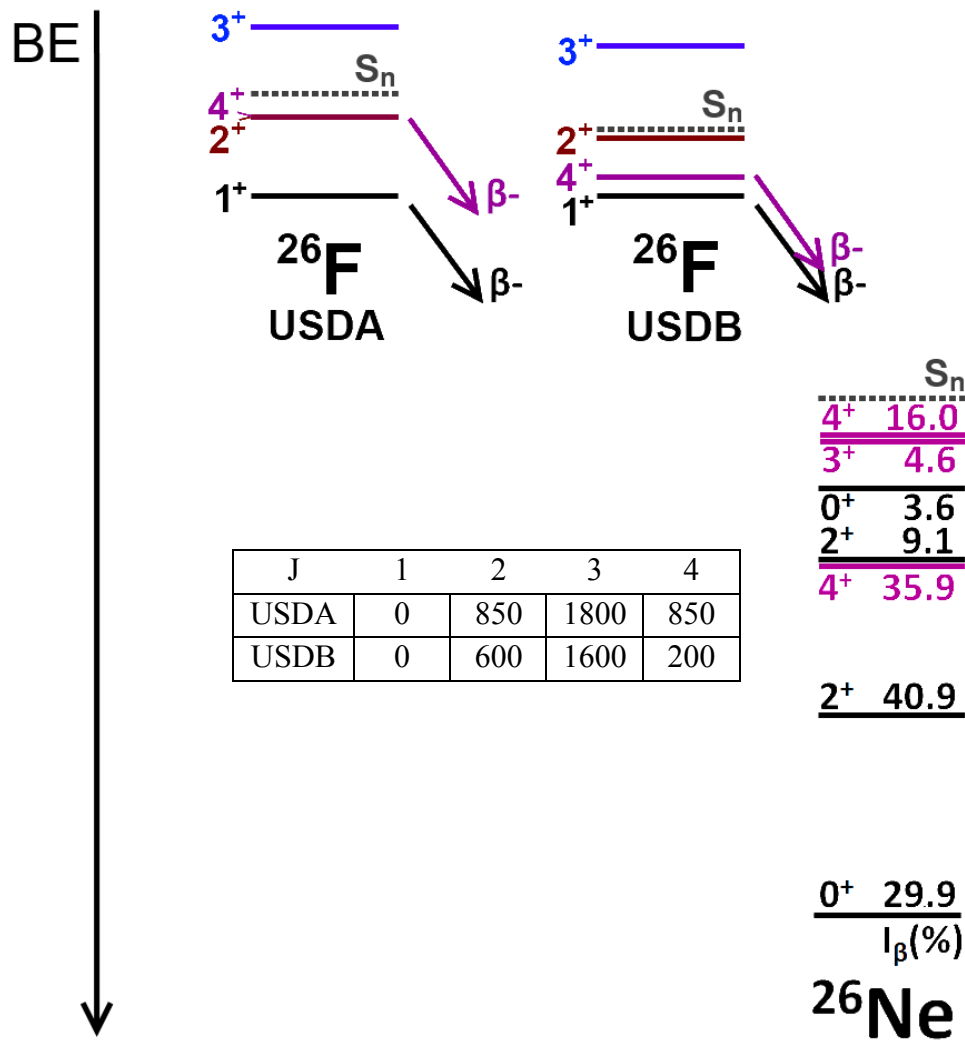 BE
3⁺
Sₙ
4⁺
2⁺
1⁺
β-
β-
²⁶F
USDA
3⁺
Sₙ
2⁺
4⁺
1⁺
β-
β-
²⁶F
USDB
Sₙ
4⁺ 16.0
3⁺ 4.6
0⁺ 3.6
2⁺ 9.1
4⁺ 35.9
2⁺ 40.9
0⁺ 29.9
I_β(%)
²⁶Ne
J 1 2 3 4
USDA 0 850 1800 850
USDB 0 600 1600 200